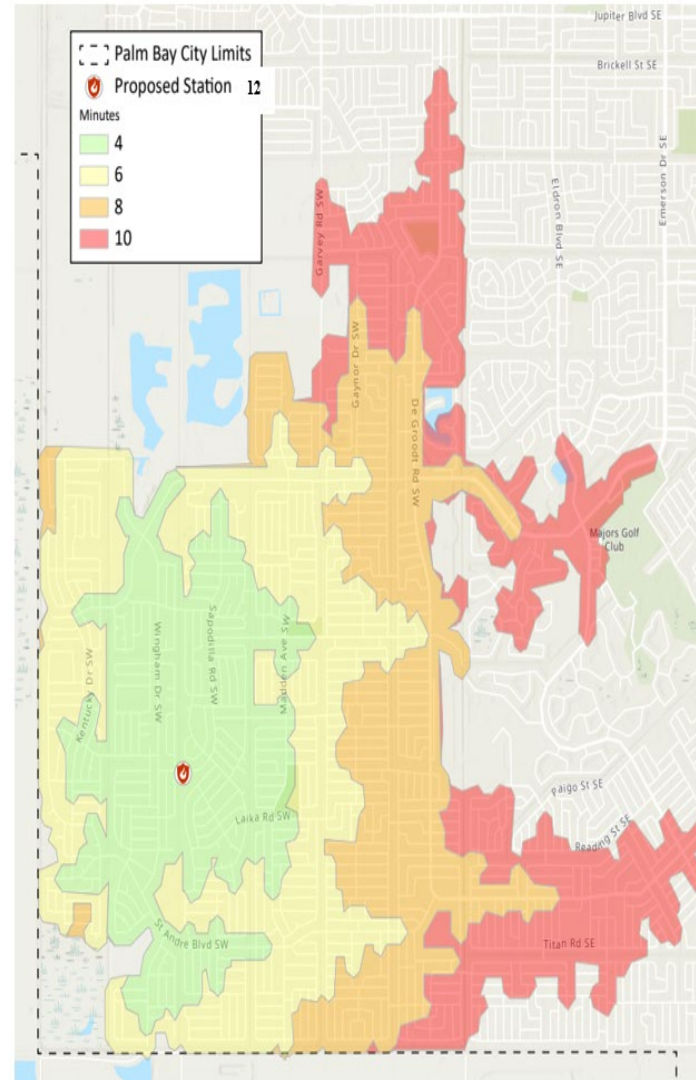 Jupiter Blvd SE
Palm Bay City Limits
Proposed Station 12
Minutes
4
6
8
10
Brickell St SE
Emerson Dr SE
Eldron Blvd SE
Garvey Rd SW
Gaynor Dr SW
De Groodt Rd SW
Majors Golf
Club
Sapodilla Rd SW
Wingham Dr SW
Madden Ave SW
Kentucky Dr SW
Paigo St SE
Laika Rd SW
Reading St SE
St Andre Blvd SW
Titan Rd SE